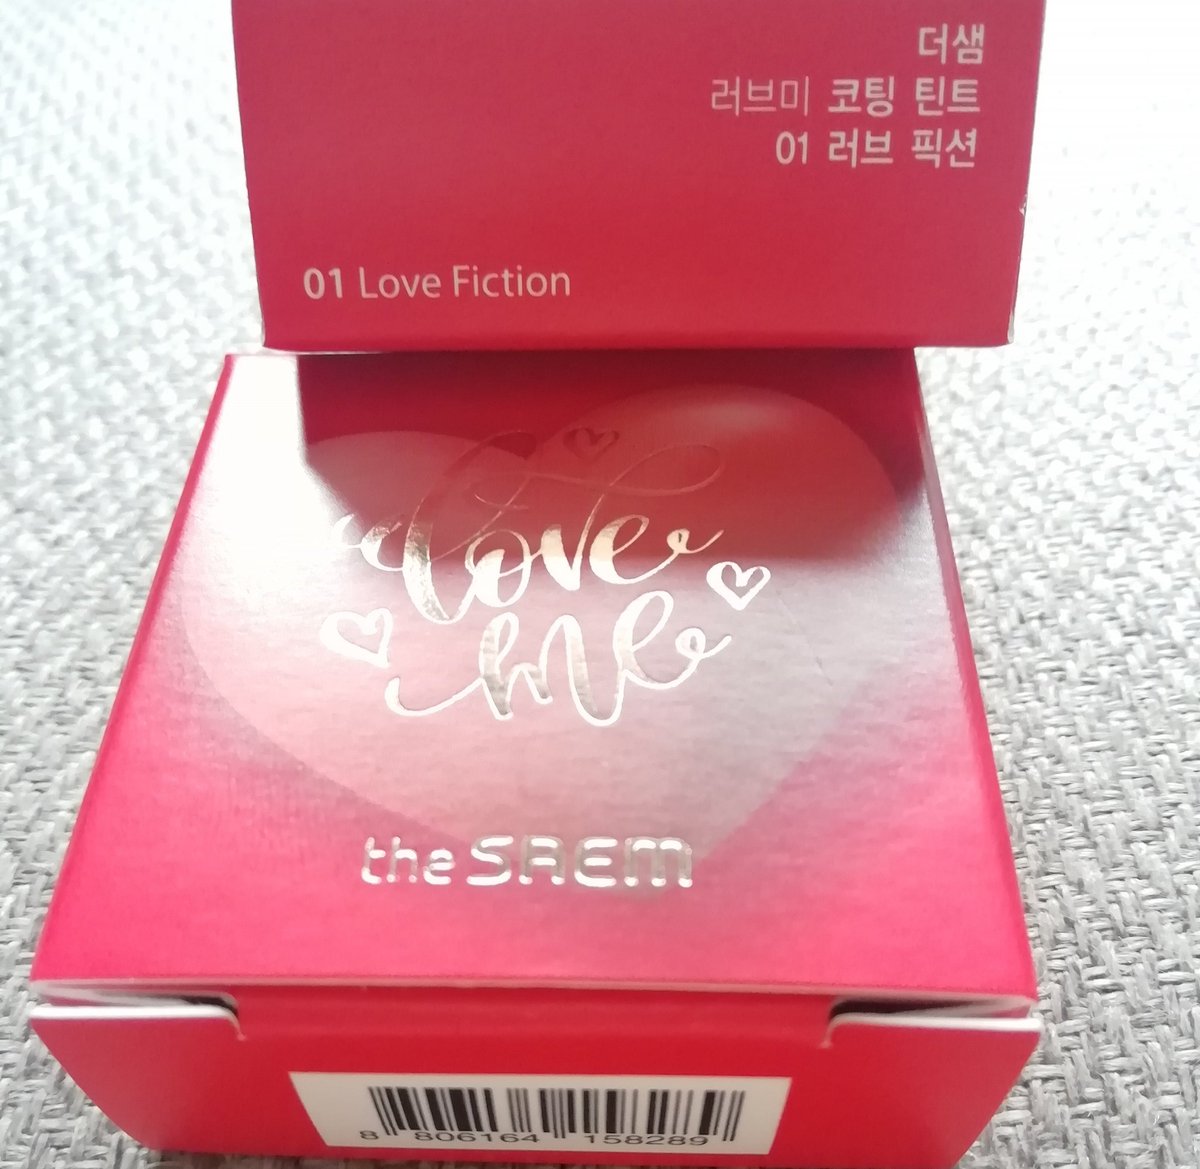 더샘
러브미 코팅 틴트
01 러브 픽션
01 Love Fiction
Love
me
the SAEM
8 806164 158289